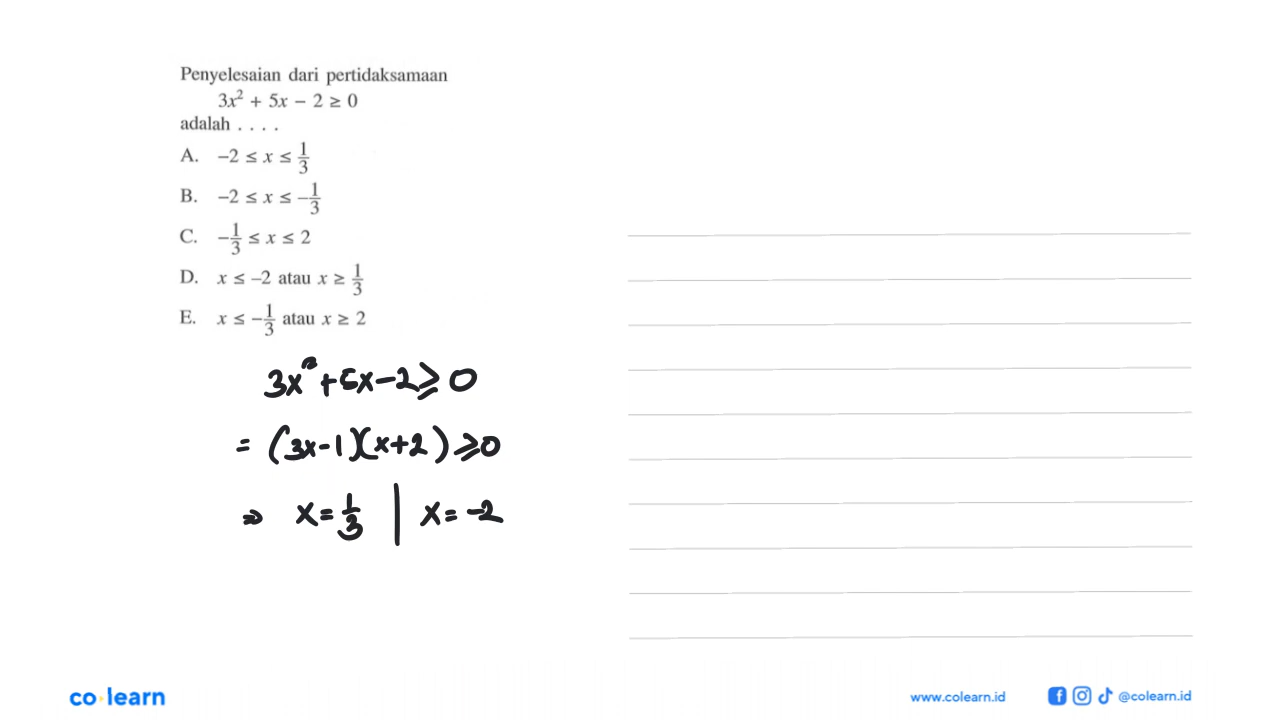 Penyelesaian dari pertidaksamaan
3x² + 5x − 2 ≥ 0
adalah . . . .
A. −2 ≤ x ≤ 1/3
B. −2 ≤ x ≤ −1/3
C. −1/3 ≤ x ≤ 2
D. x ≤ −2 atau x ≥ 1/3
E. x ≤ −1/3 atau x ≥ 2
3x² + 5x − 2 ≥ 0
= (3x − 1)(x + 2) ≥ 0
⇒ x = 1/3 | x = −2
co learn
www.colearn.id @colearn.id